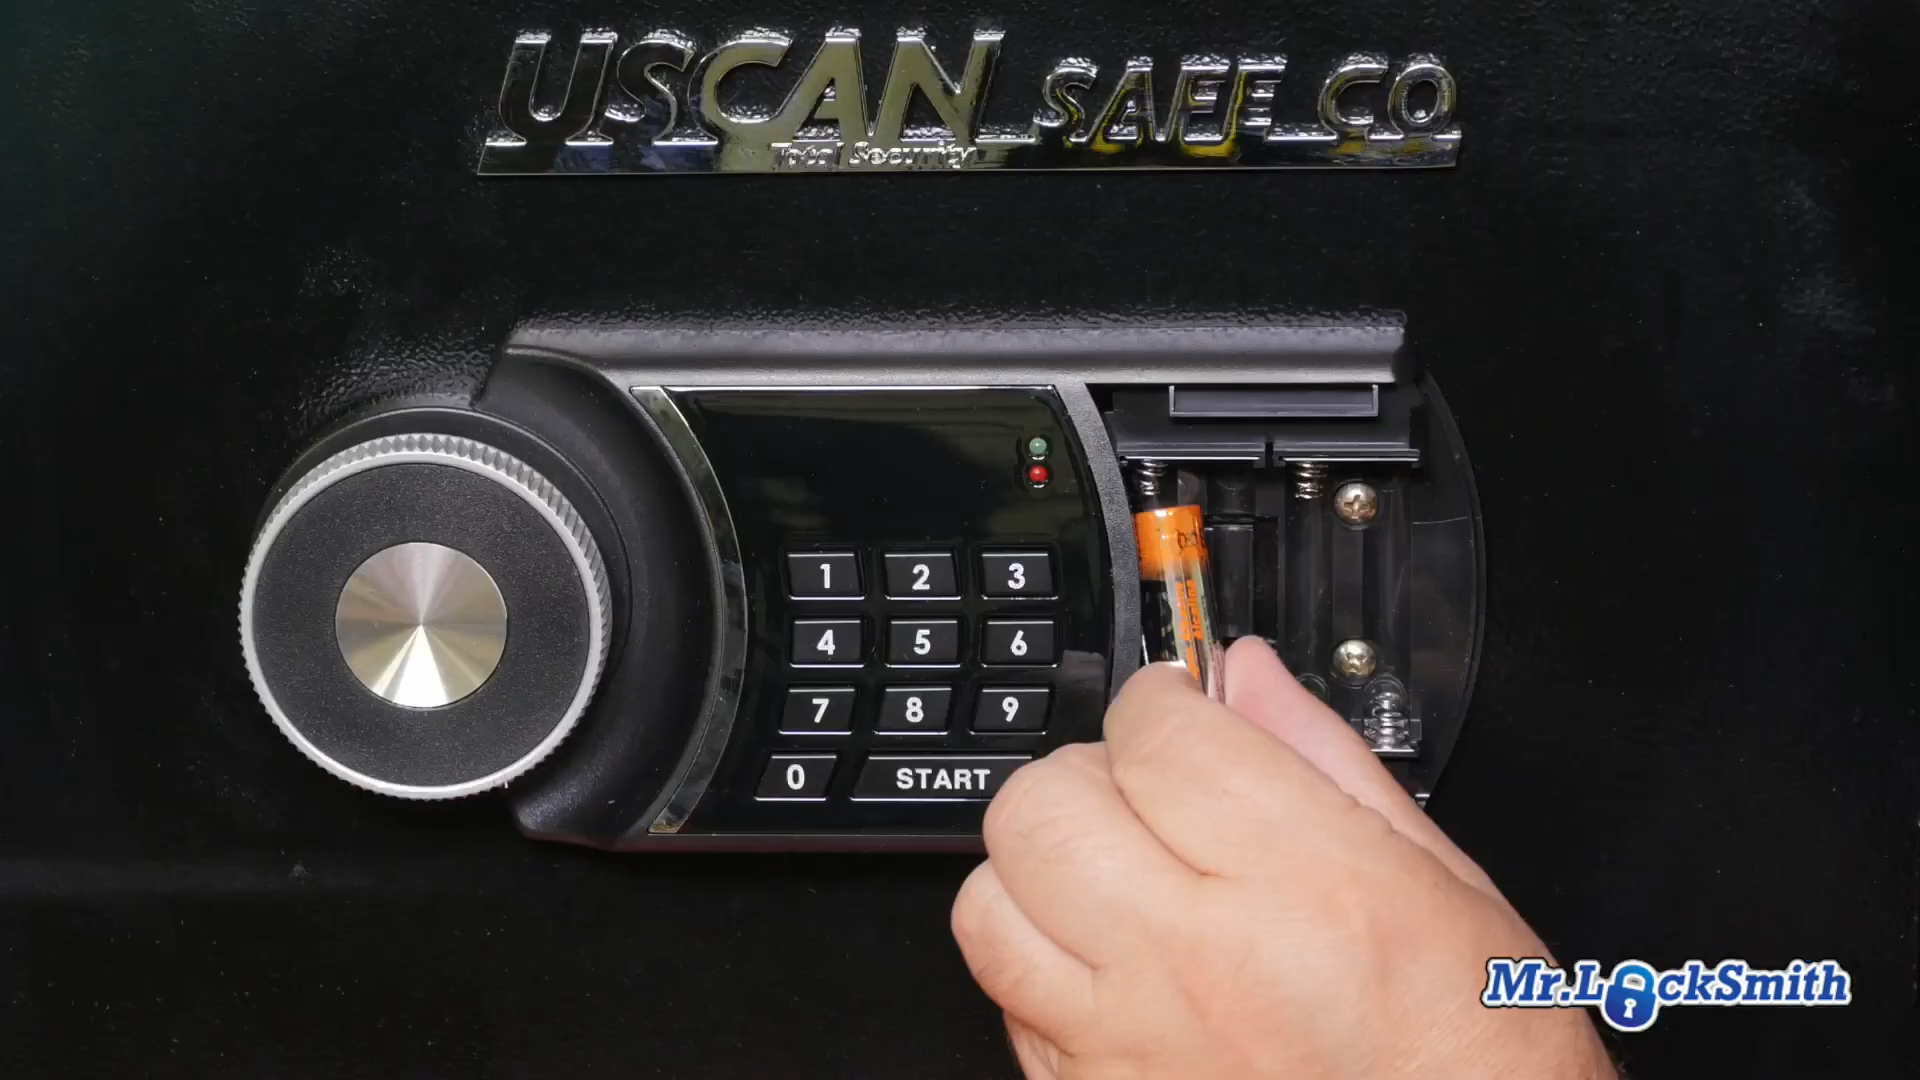 USCAN SAFE CO
Total Security
1 2 3
4 5 6
7 8 9
0 START
Mr.LockSmith